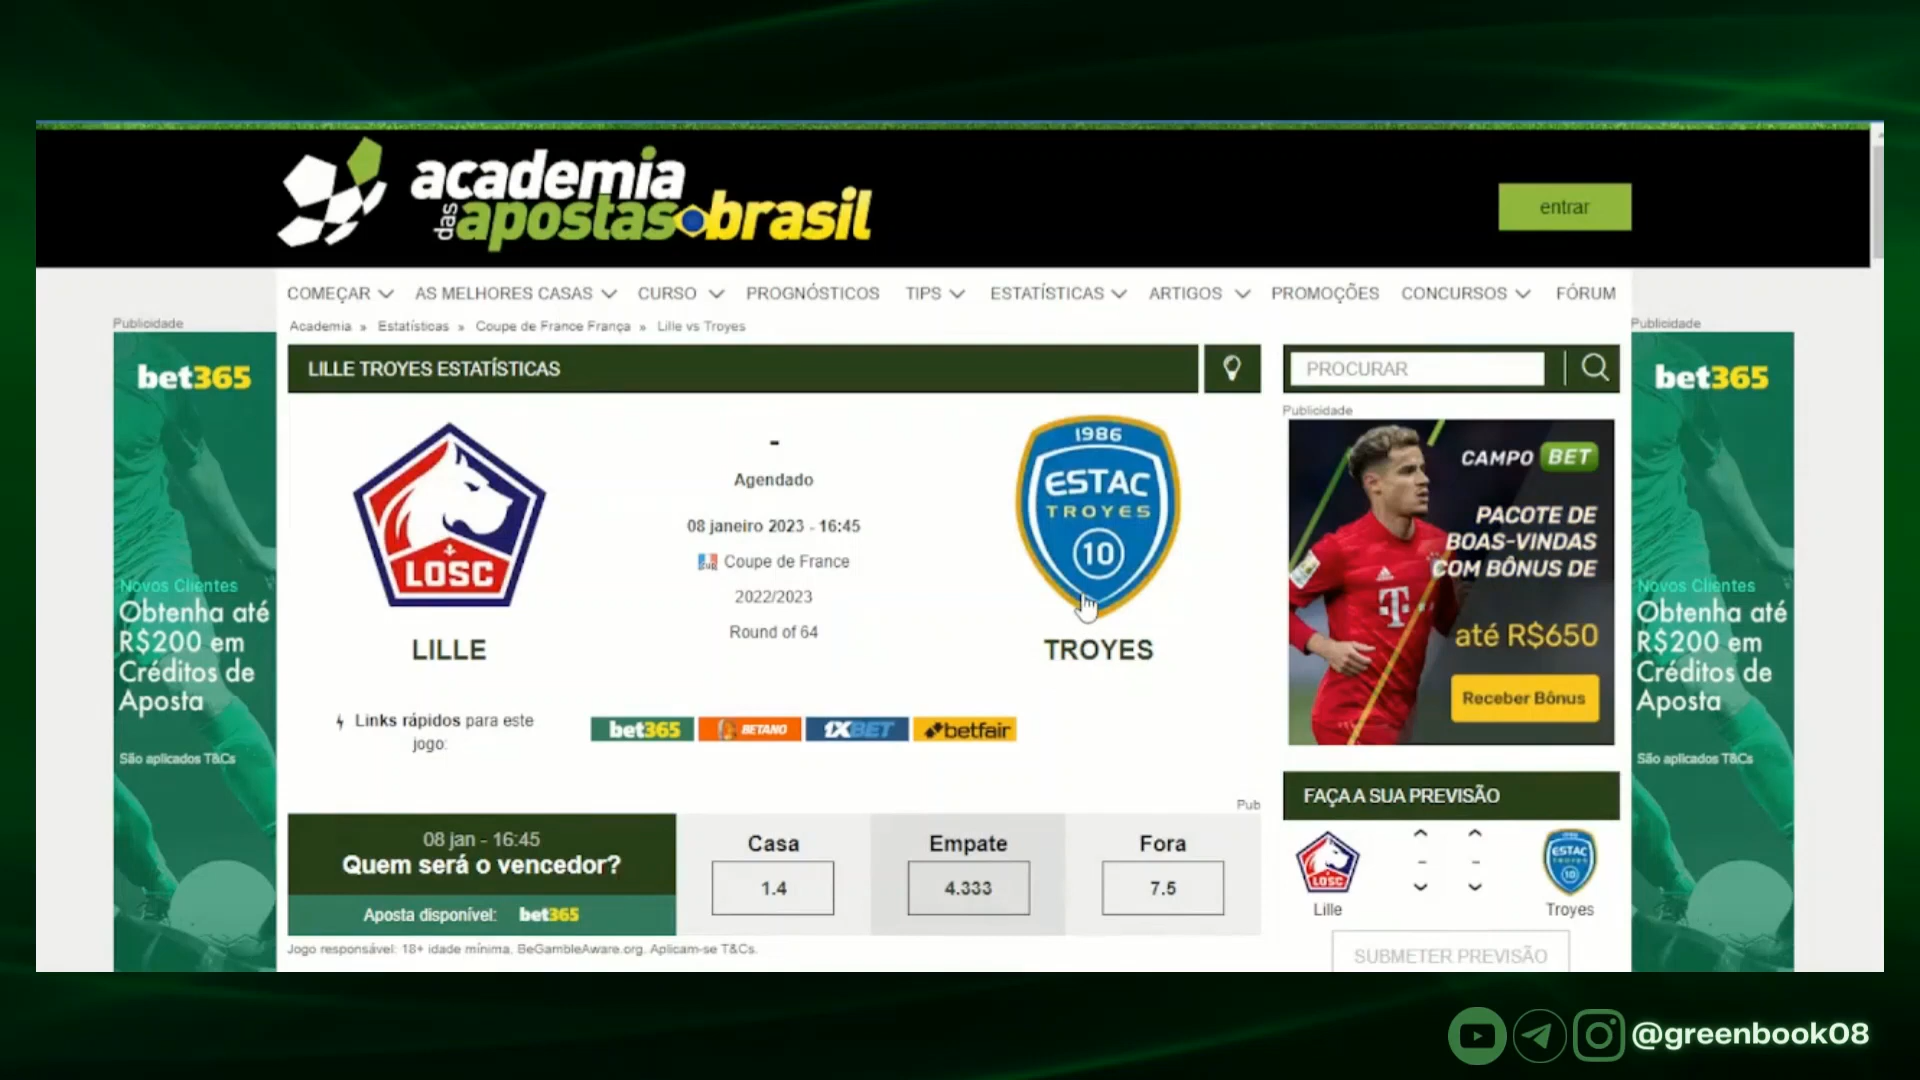 academia
das apostas brasil
entrar
COMEÇAR AS MELHORES CASAS CURSO PROGNÓSTICOS TIPS ESTATÍSTICAS ARTIGOS PROMOÇÕES CONCURSOS FÓRUM
Academia » Estatísticas » Coupe de France França » Lille vs Troyes
Publicidade
bet365
Novos Clientes
Obtenha até
R$200 em
Créditos de
Aposta
São aplicados T&Cs
LILLE TROYES ESTATÍSTICAS
PROCURAR
LOSC
LILLE
-
Agendado
08 janeiro 2023 - 16:45
Coupe de France
2022/2023
Round of 64
1986
ESTAC
TROYES
10
TROYES
Links rápidos para este
jogo:
bet365 BETANO 1XBET betfair
Pub
08 jan - 16:45
Quem será o vencedor?
Aposta disponível: bet365
Casa Empate Fora
1.4 4.333 7.5
Jogo responsável: 18+ idade mínima, BeGambleAware.org. Aplicam-se T&Cs.
Publicidade
CAMPO BET
PACOTE DE
BOAS-VINDAS
COM BÔNUS DE
até R$650
Receber Bônus
T
FAÇA A SUA PREVISÃO
LOSC
- -
ESTAC
TROYES
10
Lille Troyes
SUBMETER PREVISÃO
Publicidade
bet365
Novos Clientes
Obtenha até
R$200 em
Créditos de
Aposta
São aplicados T&Cs
@greenbook08